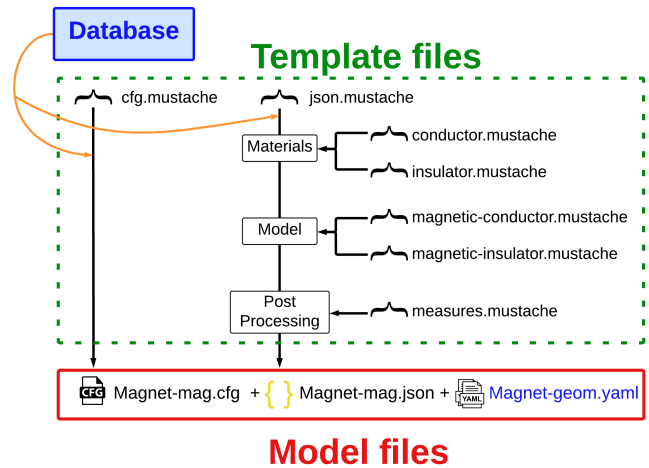 Database
Template files
cfg.mustache
json.mustache
Materials
conductor.mustache
insulator.mustache
Model
magnetic-conductor.mustache
magnetic-insulator.mustache
Post
Processing
measures.mustache
CFG Magnet-mag.cfg + { } Magnet-mag.json + YAML Magnet-geom.yaml
Model files